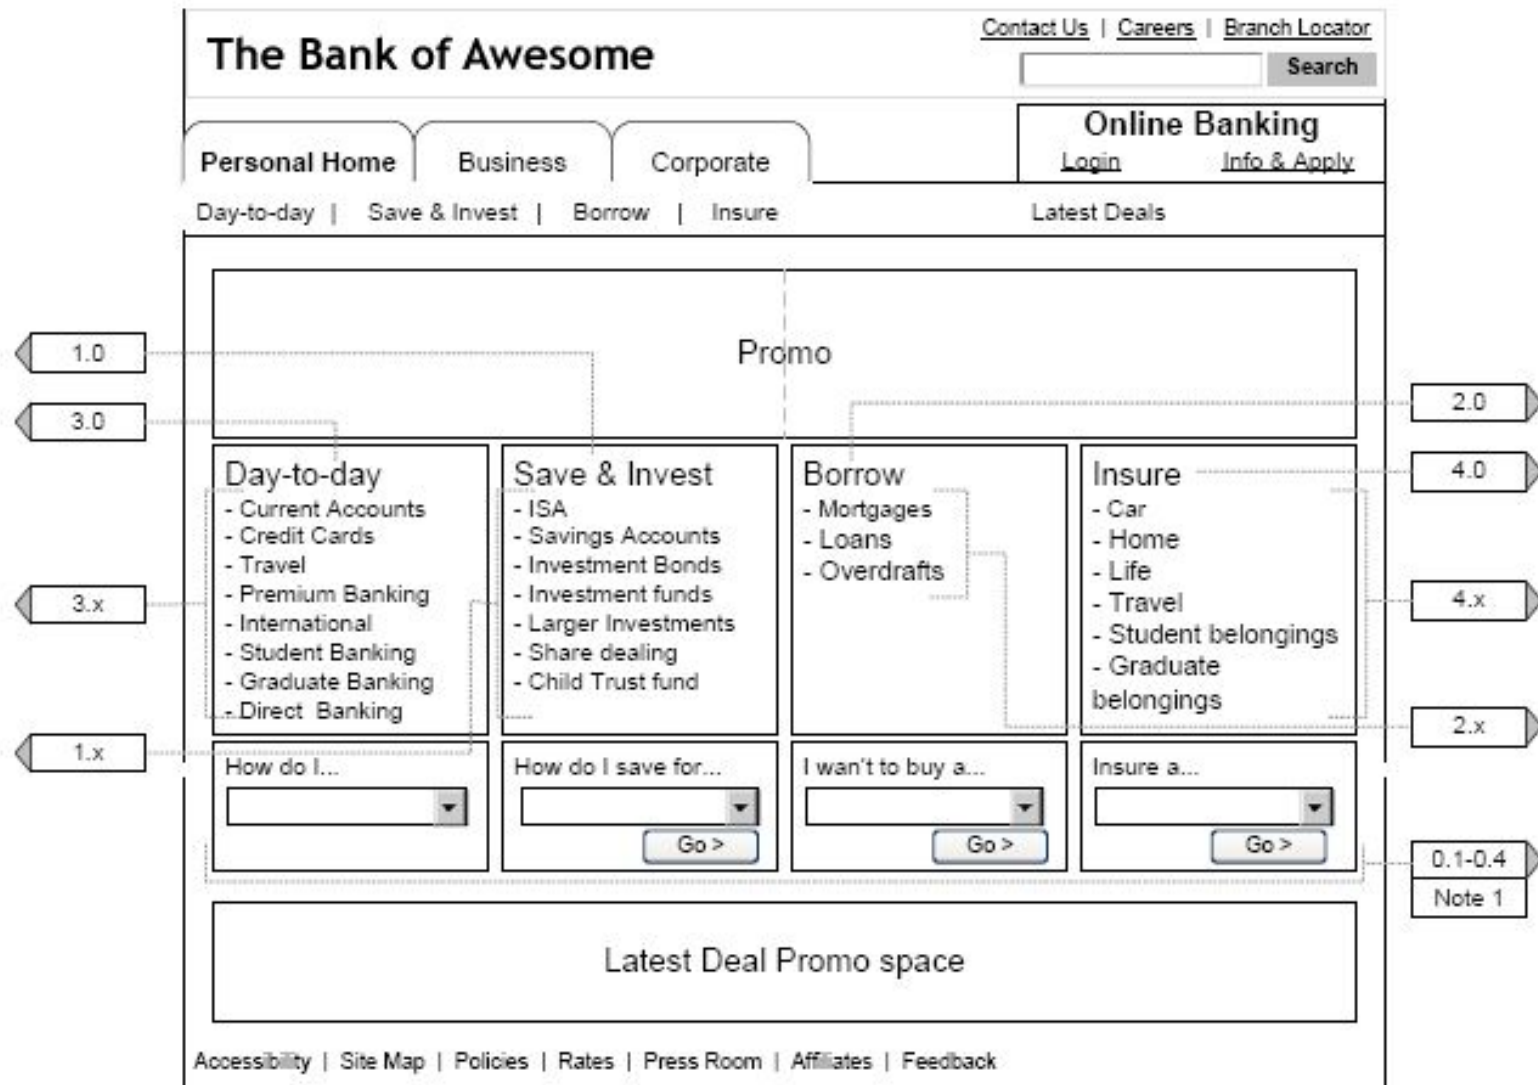 Contact Us | Careers | Branch Locator
The Bank of Awesome
Search
Online Banking
Personal Home Business Corporate
Login Info & Apply
Day-to-day | Save & Invest | Borrow | Insure Latest Deals
1.0
Promo
3.0
2.0
4.0
Day-to-day
- Current Accounts
- Credit Cards
- Travel
- Premium Banking
- International
- Student Banking
- Graduate Banking
- Direct Banking
Save & Invest
- ISA
- Savings Accounts
- Investment Bonds
- Investment funds
- Larger Investments
- Share dealing
- Child Trust fund
Borrow
- Mortgages
- Loans
- Overdrafts
Insure
- Car
- Home
- Life
- Travel
- Student belongings
- Graduate
belongings
3.x
4.x
1.x
2.x
How do I...
How do I save for...
Go >
I wan't to buy a...
Go >
Insure a...
Go >
0.1-0.4
Note 1
Latest Deal Promo space
Accessibility | Site Map | Policies | Rates | Press Room | Affiliates | Feedback